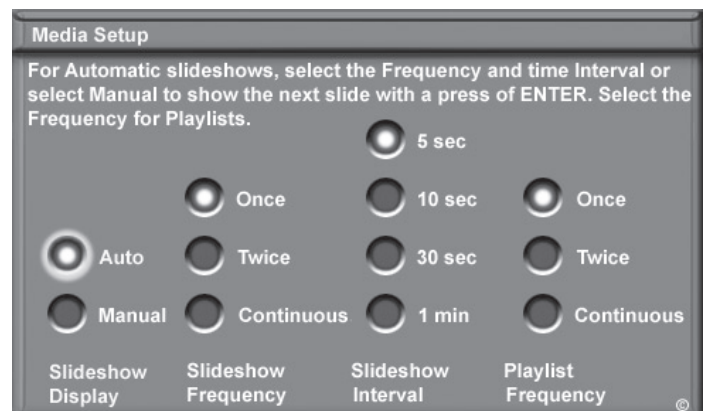 Media Setup
For Automatic slideshows, select the Frequency and time Interval or
select Manual to show the next slide with a press of ENTER. Select the
Frequency for Playlists.
5 sec
Once
10 sec
Once
Auto
Twice
30 sec
Twice
Manual
Continuous
1 min
Continuous
Slideshow
Display
Slideshow
Frequency
Slideshow
Interval
Playlist
Frequency
©